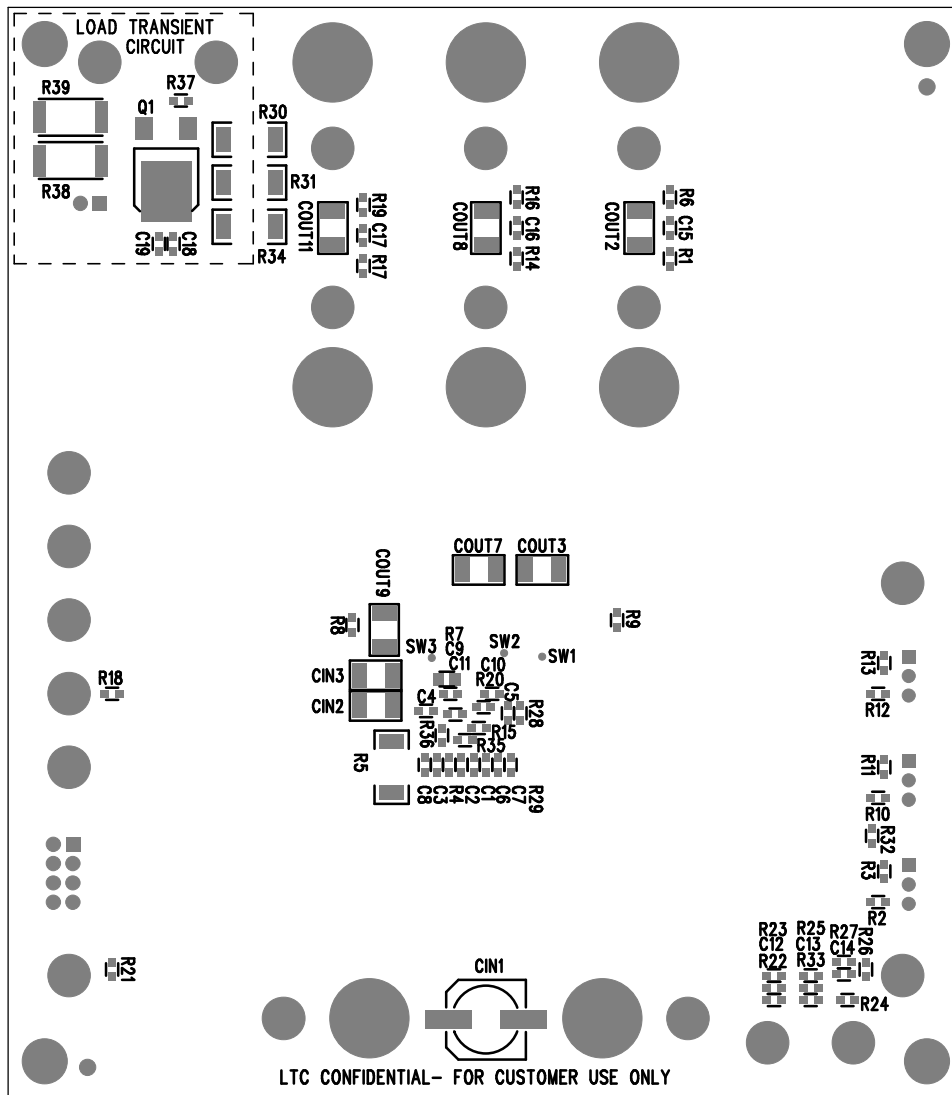 LOAD TRANSIENT
CIRCUIT
R37
R39
Q1
R30
R38
R31
R34
C19
C18
COUT11
R19
C17
R17
COUT8
R16
C16
R14
COUT2
R6
C15
R1
COUT7
COUT3
COUT9
R8
R9
R7
SW2
SW3
C9
SW1
C11
C10
R20
CIN3
CIN2
C4
C5
R28
R36
R15
R35
R5
R18
R13
R12
R11
R10
R32
R3
R2
C8
C3
R4
C2
C1
C6
C7
R29
R23
C12
R22
R25
C13
R33
R27
C14
R26
R24
R21
CIN1
LTC CONFIDENTIAL- FOR CUSTOMER USE ONLY